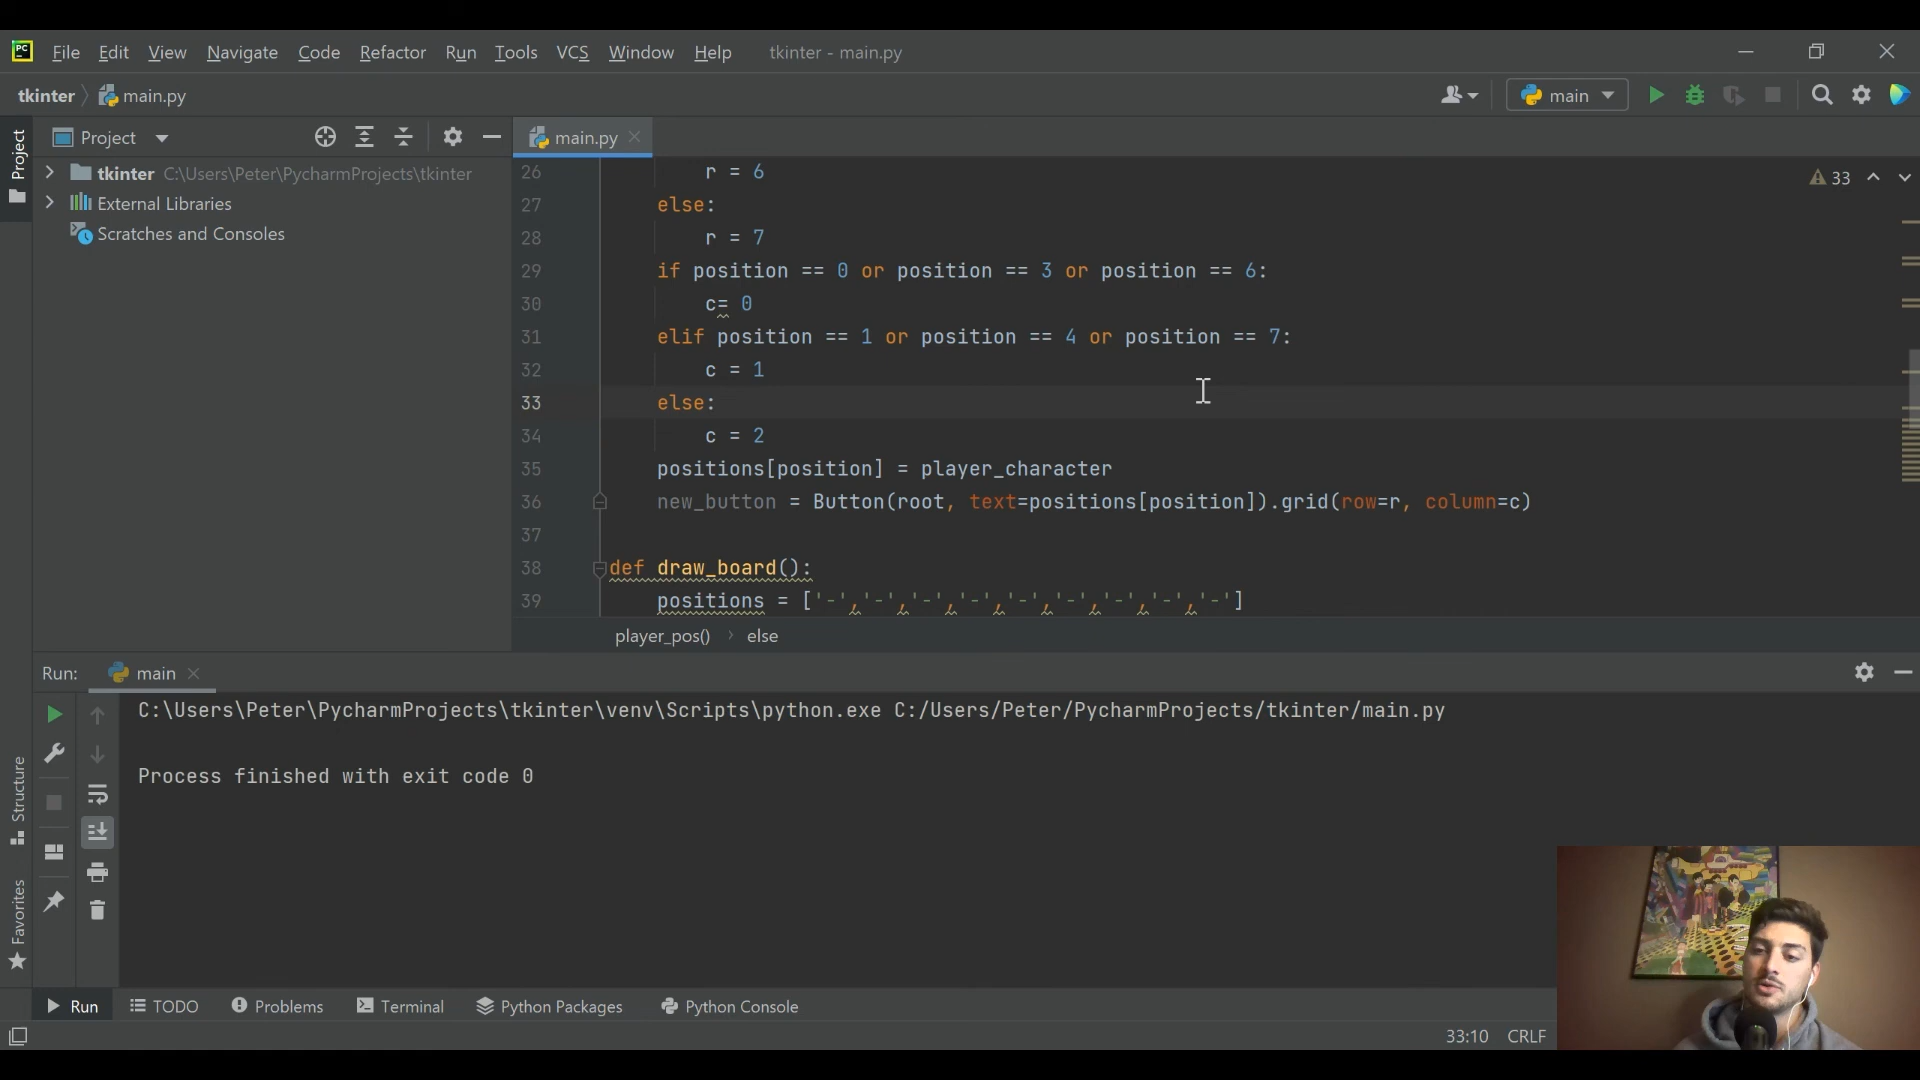 PC File Edit View Navigate Code Refactor Run Tools VCS Window Help tkinter - main.py
tkinter main.py main
Project main.py
Project
tkinter C:\Users\Peter\PycharmProjects\tkinter
External Libraries
Scratches and Consoles
33
26 r = 6
27 else:
28 r = 7
29 if position == 0 or position == 3 or position == 6:
30 c= 0
31 elif position == 1 or position == 4 or position == 7:
32 c = 1
33 else:
34 c = 2
35 positions[position] = player_character
36 new_button = Button(root, text=positions[position]).grid(row=r, column=c)
37
38 def draw_board():
39 positions = ['-','-','-','-','-','-','-','-','-']
player_pos() › else
Run: main
C:\Users\Peter\PycharmProjects\tkinter\venv\Scripts\python.exe C:/Users/Peter/PycharmProjects/tkinter/main.py
Process finished with exit code 0
Structure
Favorites
Run TODO Problems Terminal Python Packages Python Console
33:10 CRLF